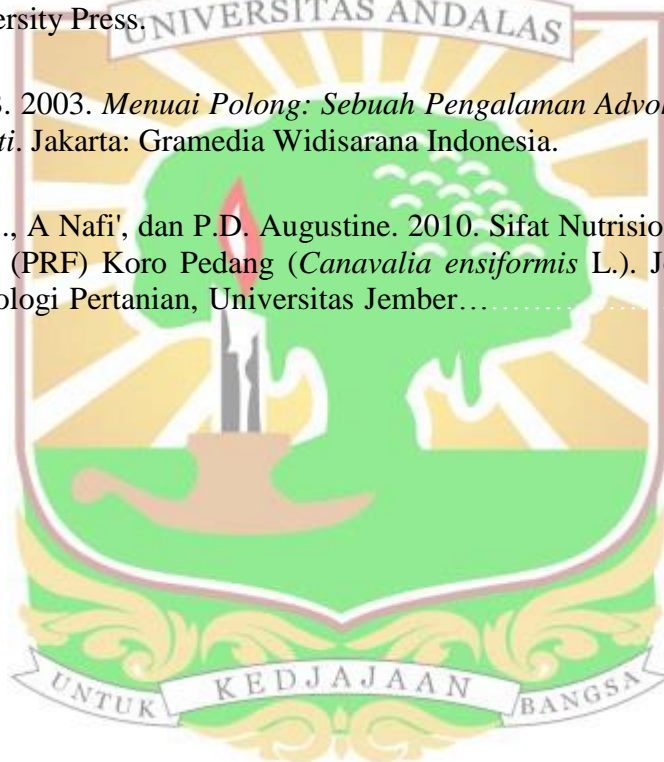 ersity Press.
UNIVERSITAS ANDALAS
. 2003. Menuai Polong: Sebuah Pengalaman Advo
ti. Jakarta: Gramedia Widisarana Indonesia.
., A Nafi', dan P.D. Augustine. 2010. Sifat Nutrisio
(PRF) Koro Pedang (Canavalia ensiformis L.). J
ologi Pertanian, Universitas Jember…………
UNTUK KEDJAJAAN BANGSA